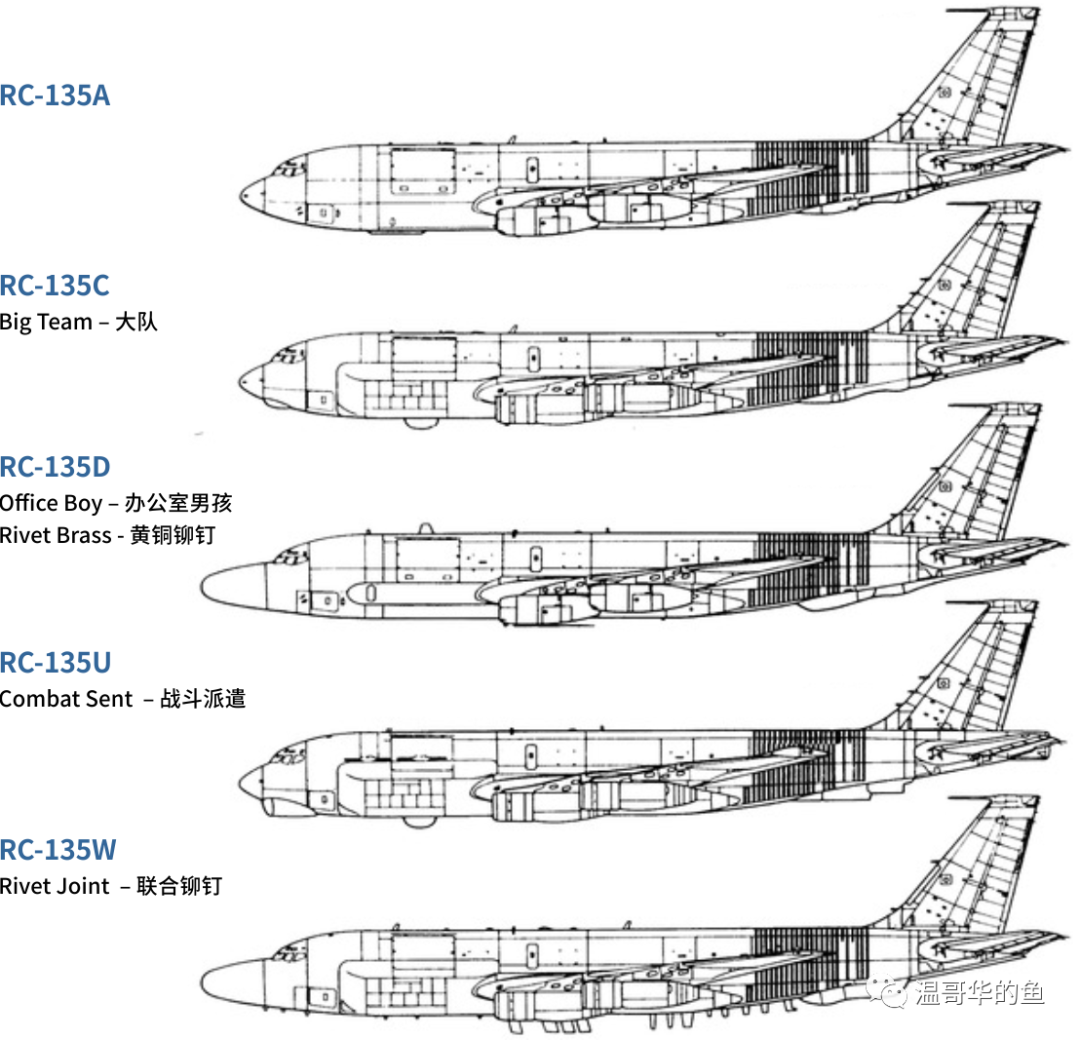 RC-135A
RC-135C
Big Team – 大队
RC-135D
Office Boy – 办公室男孩
Rivet Brass - 黄铜铆钉
RC-135U
Combat Sent – 战斗派遣
RC-135W
Rivet Joint – 联合铆钉
温哥华的鱼